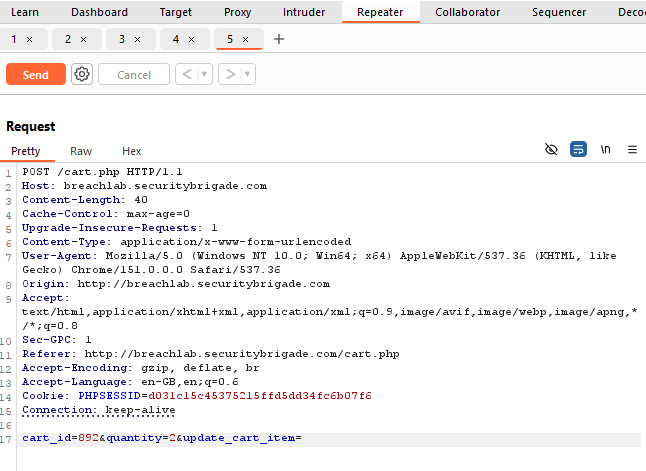 Learn Dashboard Target Proxy Intruder Repeater Collaborator Sequencer Deco
1 × 2 × 3 × 4 × 5 × +
Send Cancel < ▾ > ▾
Request
Pretty Raw Hex \n
1 POST /cart.php HTTP/1.1
2 Host: breachlab.securitybrigade.com
3 Content-Length: 40
4 Cache-Control: max-age=0
5 Upgrade-Insecure-Requests: 1
6 Content-Type: application/x-www-form-urlencoded
7 User-Agent: Mozilla/5.0 (Windows NT 10.0; Win64; x64) AppleWebKit/537.36 (KHTML, like
Gecko) Chrome/151.0.0.0 Safari/537.36
8 Origin: http://breachlab.securitybrigade.com
9 Accept:
text/html,application/xhtml+xml,application/xml;q=0.9,image/avif,image/webp,image/apng,*
/*;q=0.8
10 Sec-GPC: 1
11 Referer: http://breachlab.securitybrigade.com/cart.php
12 Accept-Encoding: gzip, deflate, br
13 Accept-Language: en-GB,en;q=0.6
14 Cookie: PHPSESSID=d031c15c45375215ffd5dd34fc6b07f6
15 Connection: keep-alive
16
17 cart_id=892&quantity=2&update_cart_item=